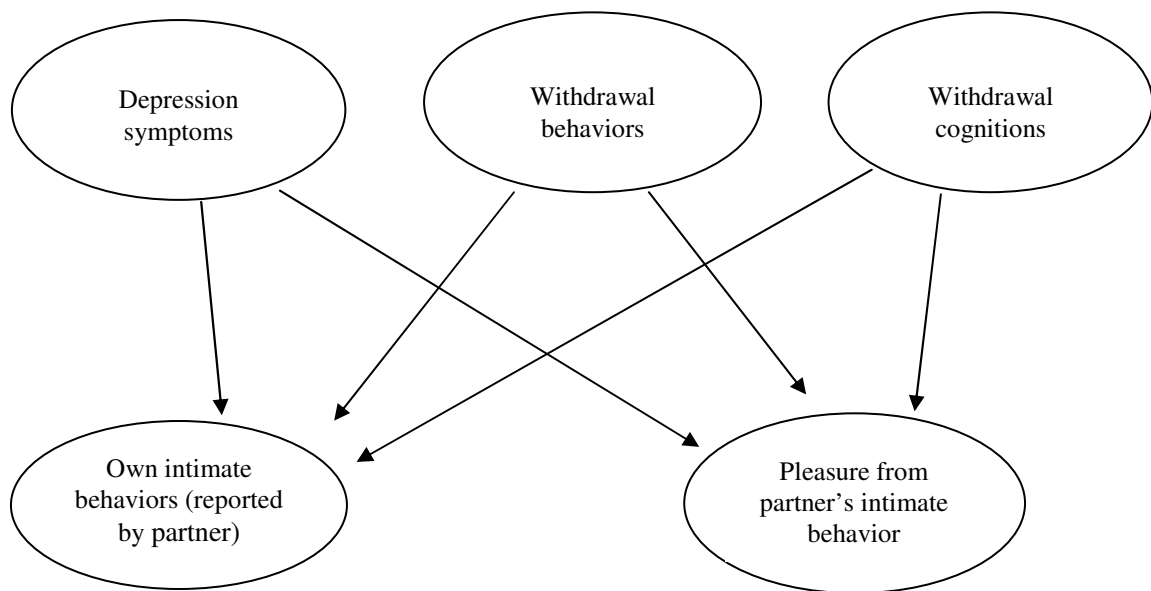 Depression
symptoms
Withdrawal
behaviors
Withdrawal
cognitions
Own intimate
behaviors (reported
by partner)
Pleasure from
partner’s intimate
behavior